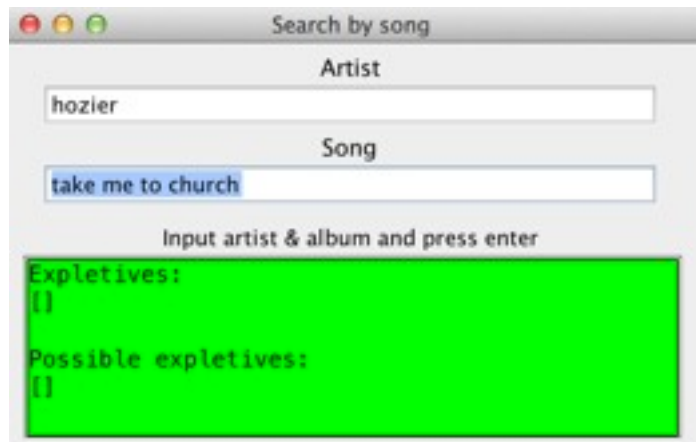 Search by song
Artist
hozier
Song
take me to church
Input artist & album and press enter
Expletives:
[]
Possible expletives:
[]